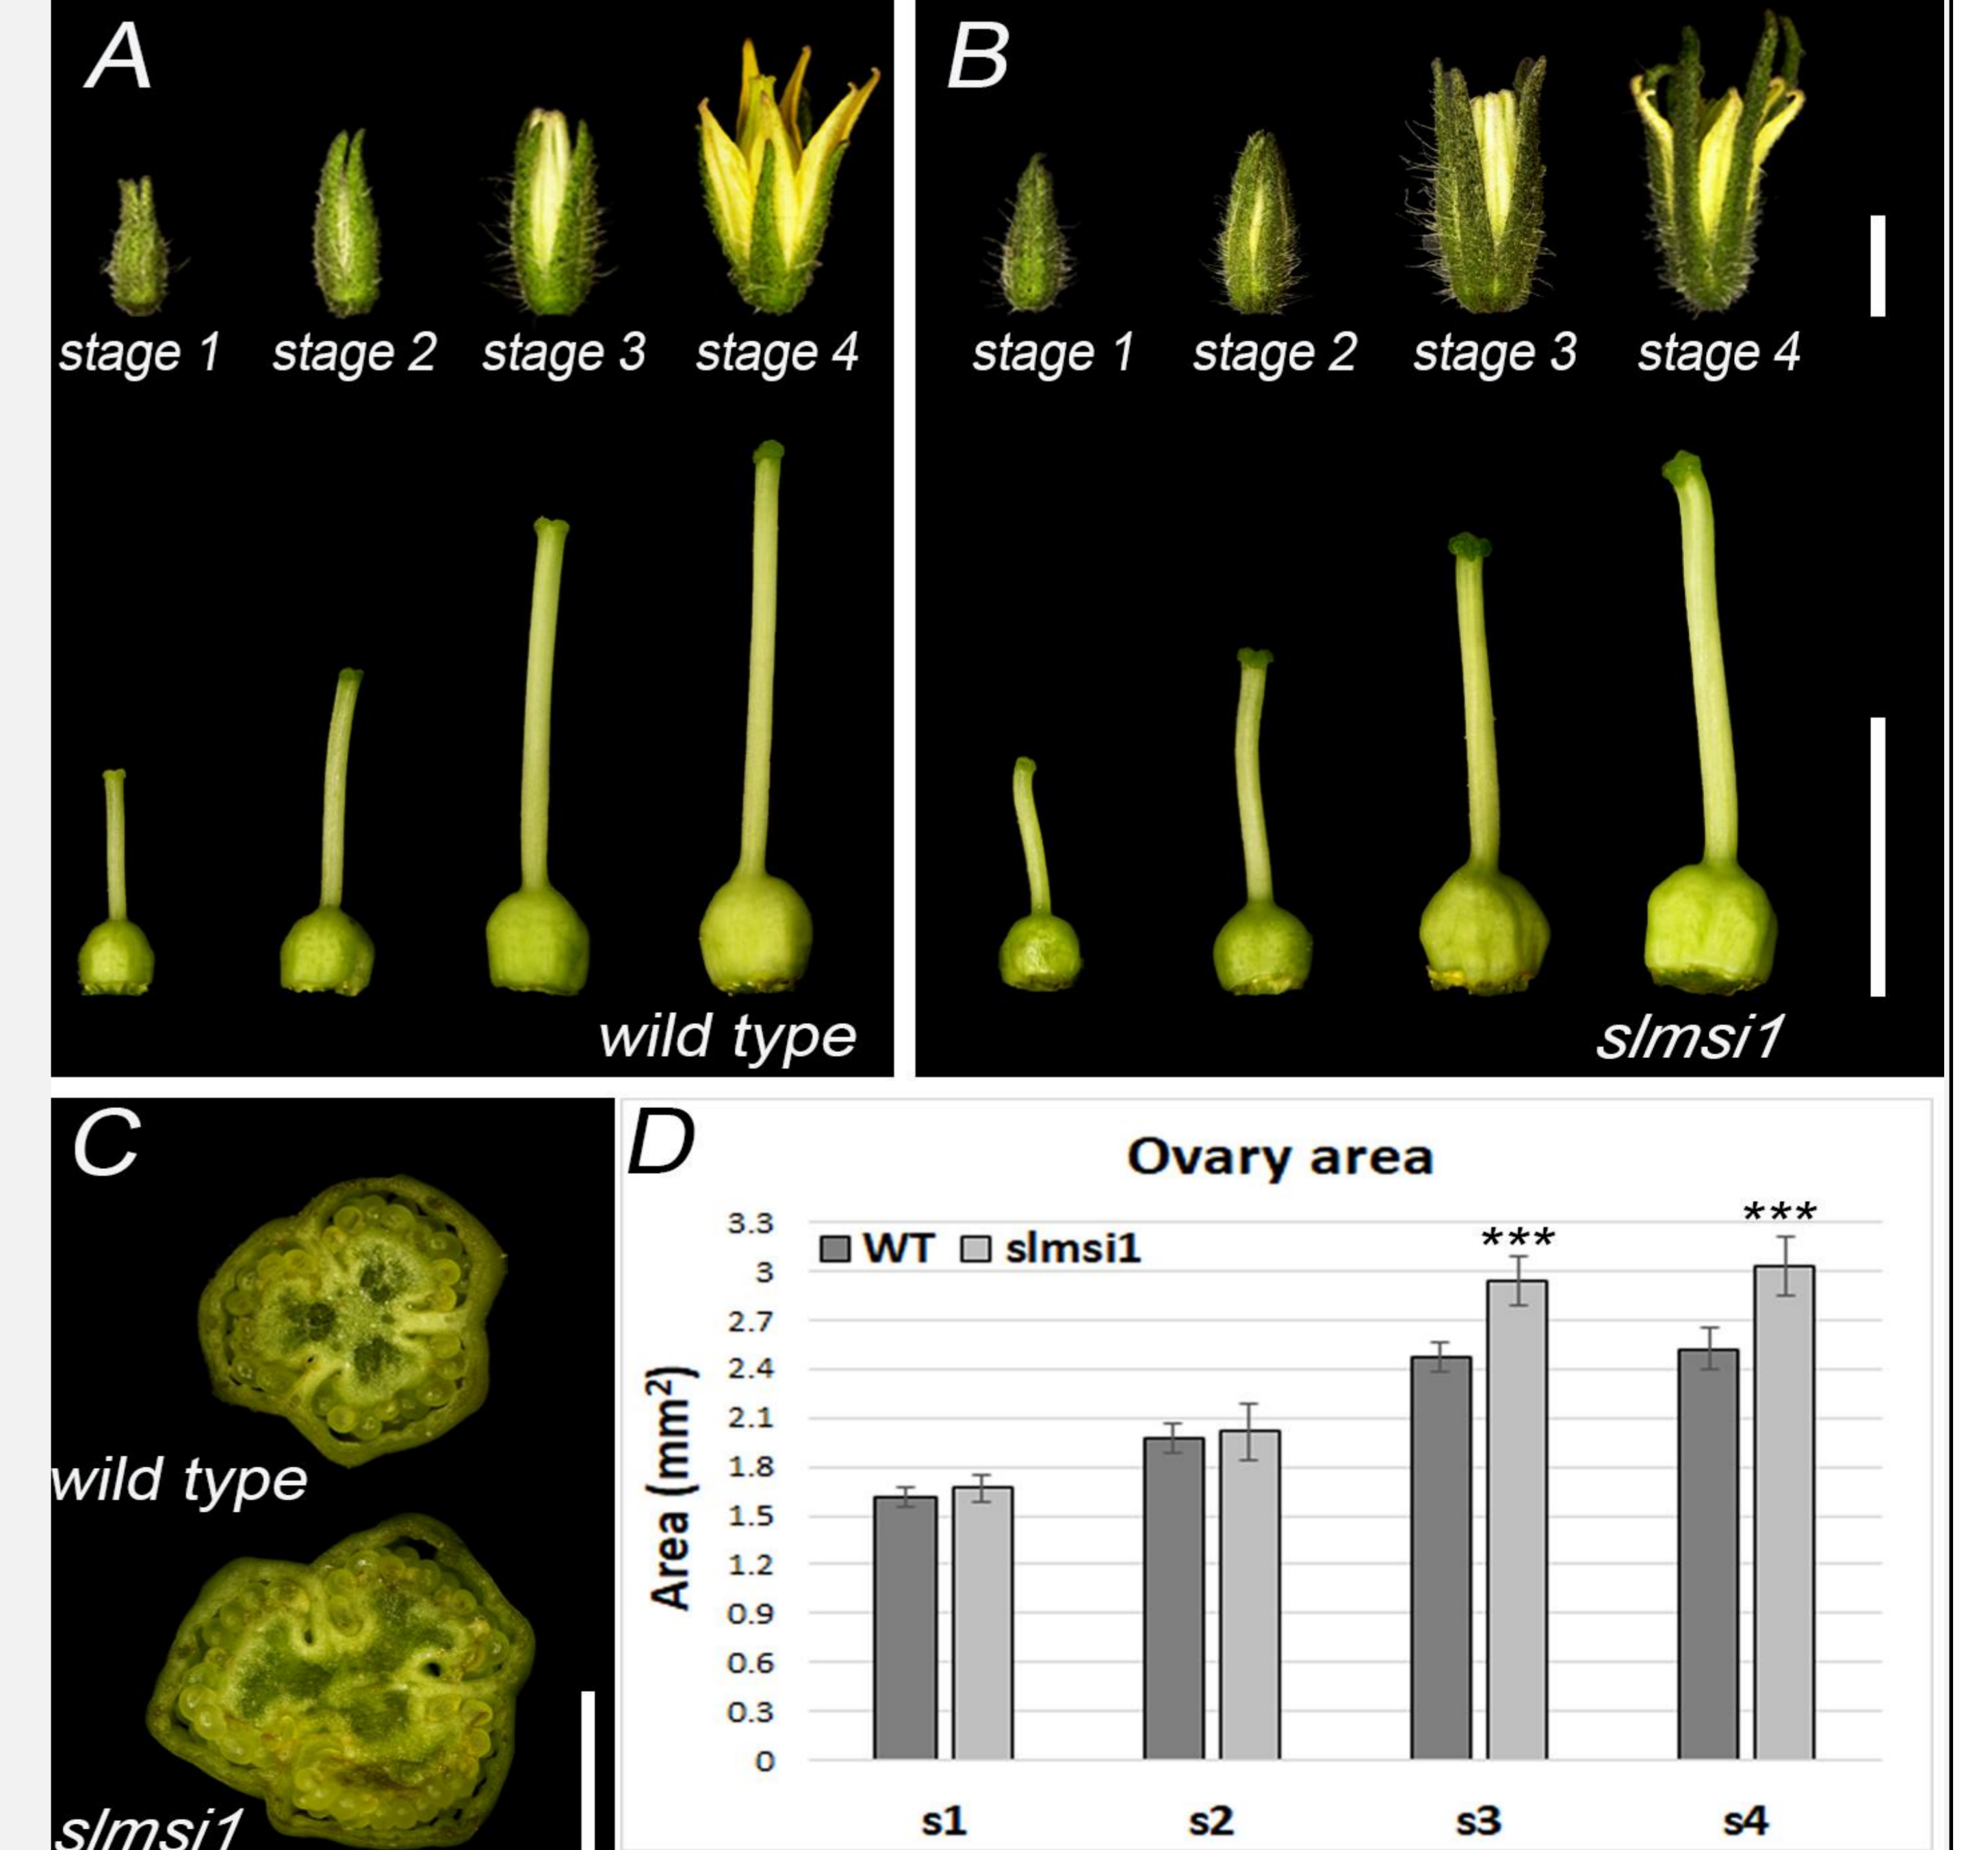 A
stage 1 stage 2 stage 3 stage 4
wild type
B
stage 1 stage 2 stage 3 stage 4
slmsi1
C
wild type
slmsi1
D
Ovary area
WT slmsi1
*** ***
Area (mm²)
3.3
3
2.7
2.4
2.1
1.8
1.5
1.2
0.9
0.6
0.3
0
s1 s2 s3 s4